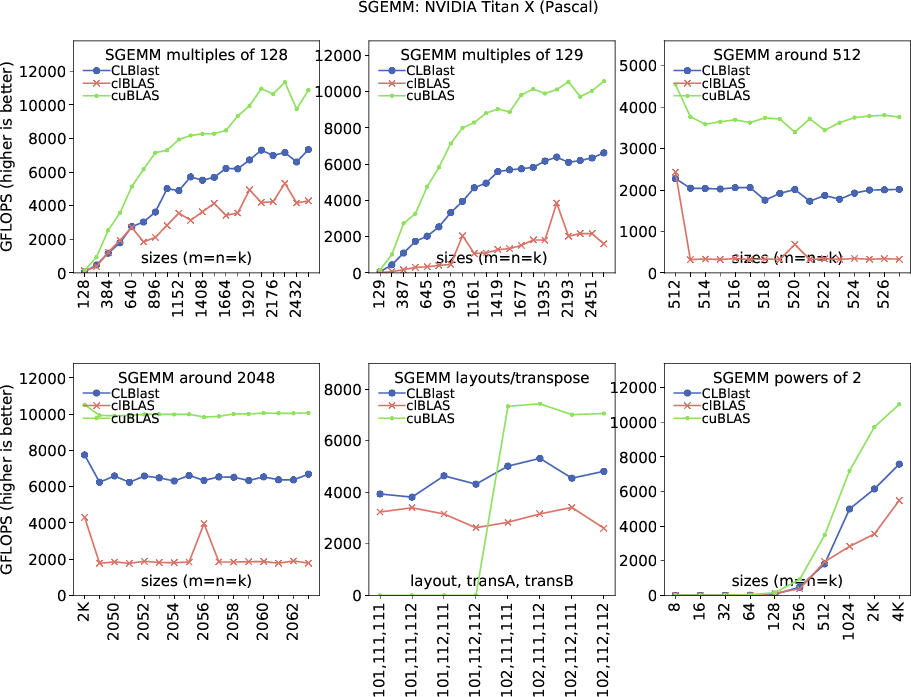 SGEMM: NVIDIA Titan X (Pascal)
SGEMM multiples of 128
CLBlast
clBLAS
cuBLAS
GFLOPS (higher is better)
12000
10000
8000
6000
4000
2000
0
sizes (m=n=k)
128
384
640
896
1152
1408
1664
1920
2176
2432
SGEMM multiples of 129
CLBlast
clBLAS
cuBLAS
12000
10000
8000
6000
4000
2000
0
sizes (m=n=k)
129
387
645
903
1161
1419
1677
1935
2193
2451
SGEMM around 512
CLBlast
clBLAS
cuBLAS
5000
4000
3000
2000
1000
0
sizes (m=n=k)
512
514
516
518
520
522
524
526
SGEMM around 2048
CLBlast
clBLAS
cuBLAS
GFLOPS (higher is better)
12000
10000
8000
6000
4000
2000
0
sizes (m=n=k)
2K
2050
2052
2054
2056
2058
2060
2062
SGEMM layouts/transpose
CLBlast
clBLAS
cuBLAS
8000
6000
4000
2000
0
layout, transA, transB
101,111,111
101,111,112
101,112,111
101,112,112
102,111,111
102,111,112
102,112,111
102,112,112
SGEMM powers of 2
CLBlast
clBLAS
cuBLAS
12000
10000
8000
6000
4000
2000
0
sizes (m=n=k)
8
16
32
64
128
256
512
1024
2K
4K